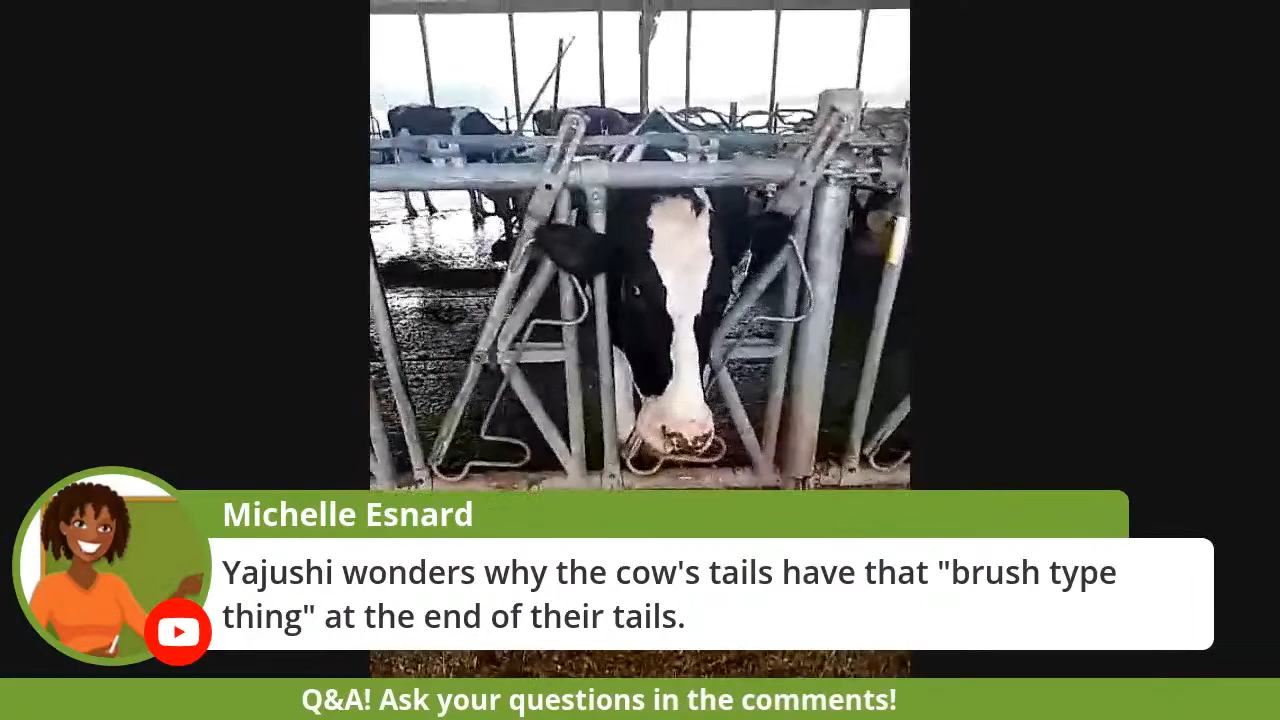 Michelle Esnard
Yajushi wonders why the cow's tails have that "brush type
thing" at the end of their tails.
Q&A! Ask your questions in the comments!